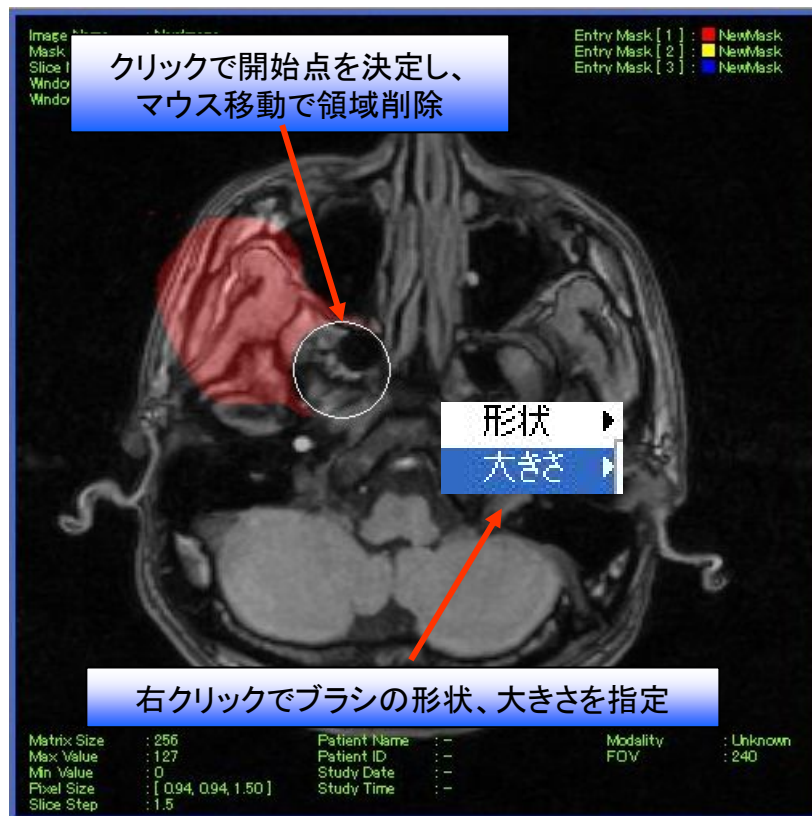 Image
Mask
Slice
Entry Mask [ 1 ] : NewMask
Entry Mask [ 2 ] : NewMask
Entry Mask [ 3 ] : NewMask
クリックで開始点を決定し、
マウス移動で領域削除
形状
大きさ
右クリックでブラシの形状、大きさを指定
Matrix Size : 256
Max Value : 127
Min Value : 0
Pixel Size : [ 0.94, 0.94, 1.50 ]
Slice Step : 1.5
Patient Name : -
Patient ID : -
Study Date : -
Study Time : -
Modality : Unknown
FOV : 240